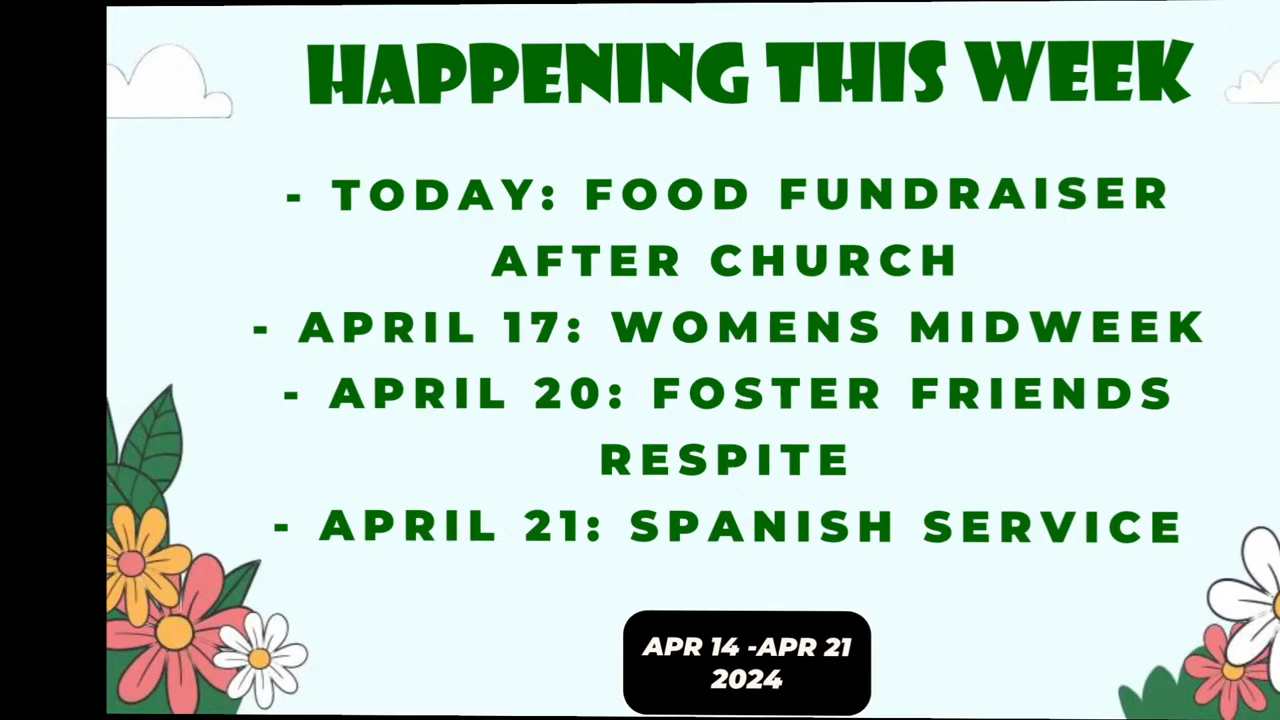 HAPPENING THIS WEEK
- TODAY: FOOD FUNDRAISER
AFTER CHURCH
- APRIL 17: WOMENS MIDWEEK
- APRIL 20: FOSTER FRIENDS
RESPITE
- APRIL 21: SPANISH SERVICE
APR 14 -APR 21
2024